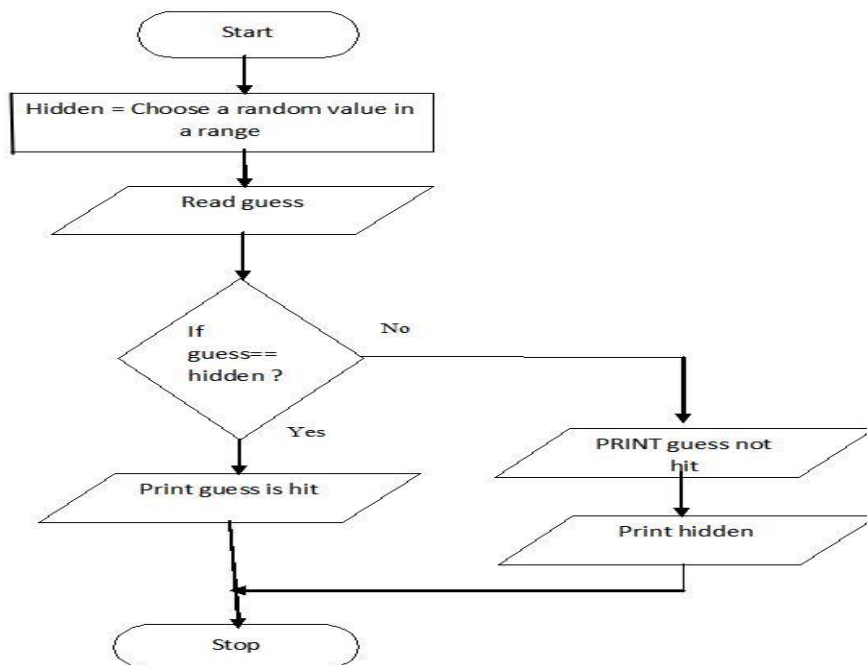 Start
Hidden = Choose a random value in
a range
Read guess
If
guess==
hidden ?
No
Yes
PRINT guess not
hit
Print guess is hit
Print hidden
Stop